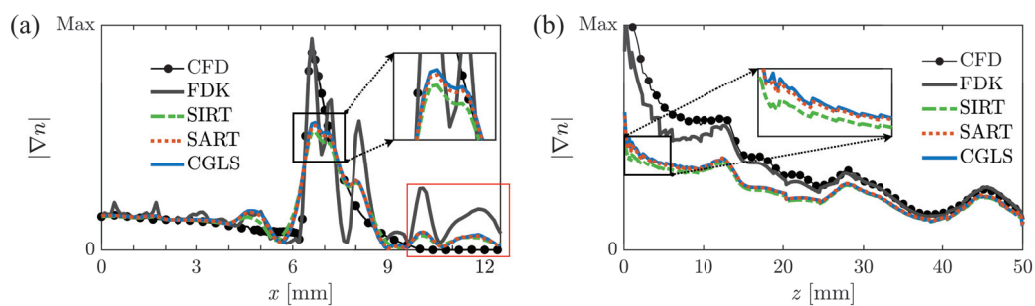 (a)
Max
CFD
FDK
SIRT
SART
CGLS
|∇n|
0
0 3 6 9 12
x [mm]
(b)
Max
CFD
FDK
SIRT
SART
CGLS
|∇n|
0
0 10 20 30 40 50
z [mm]